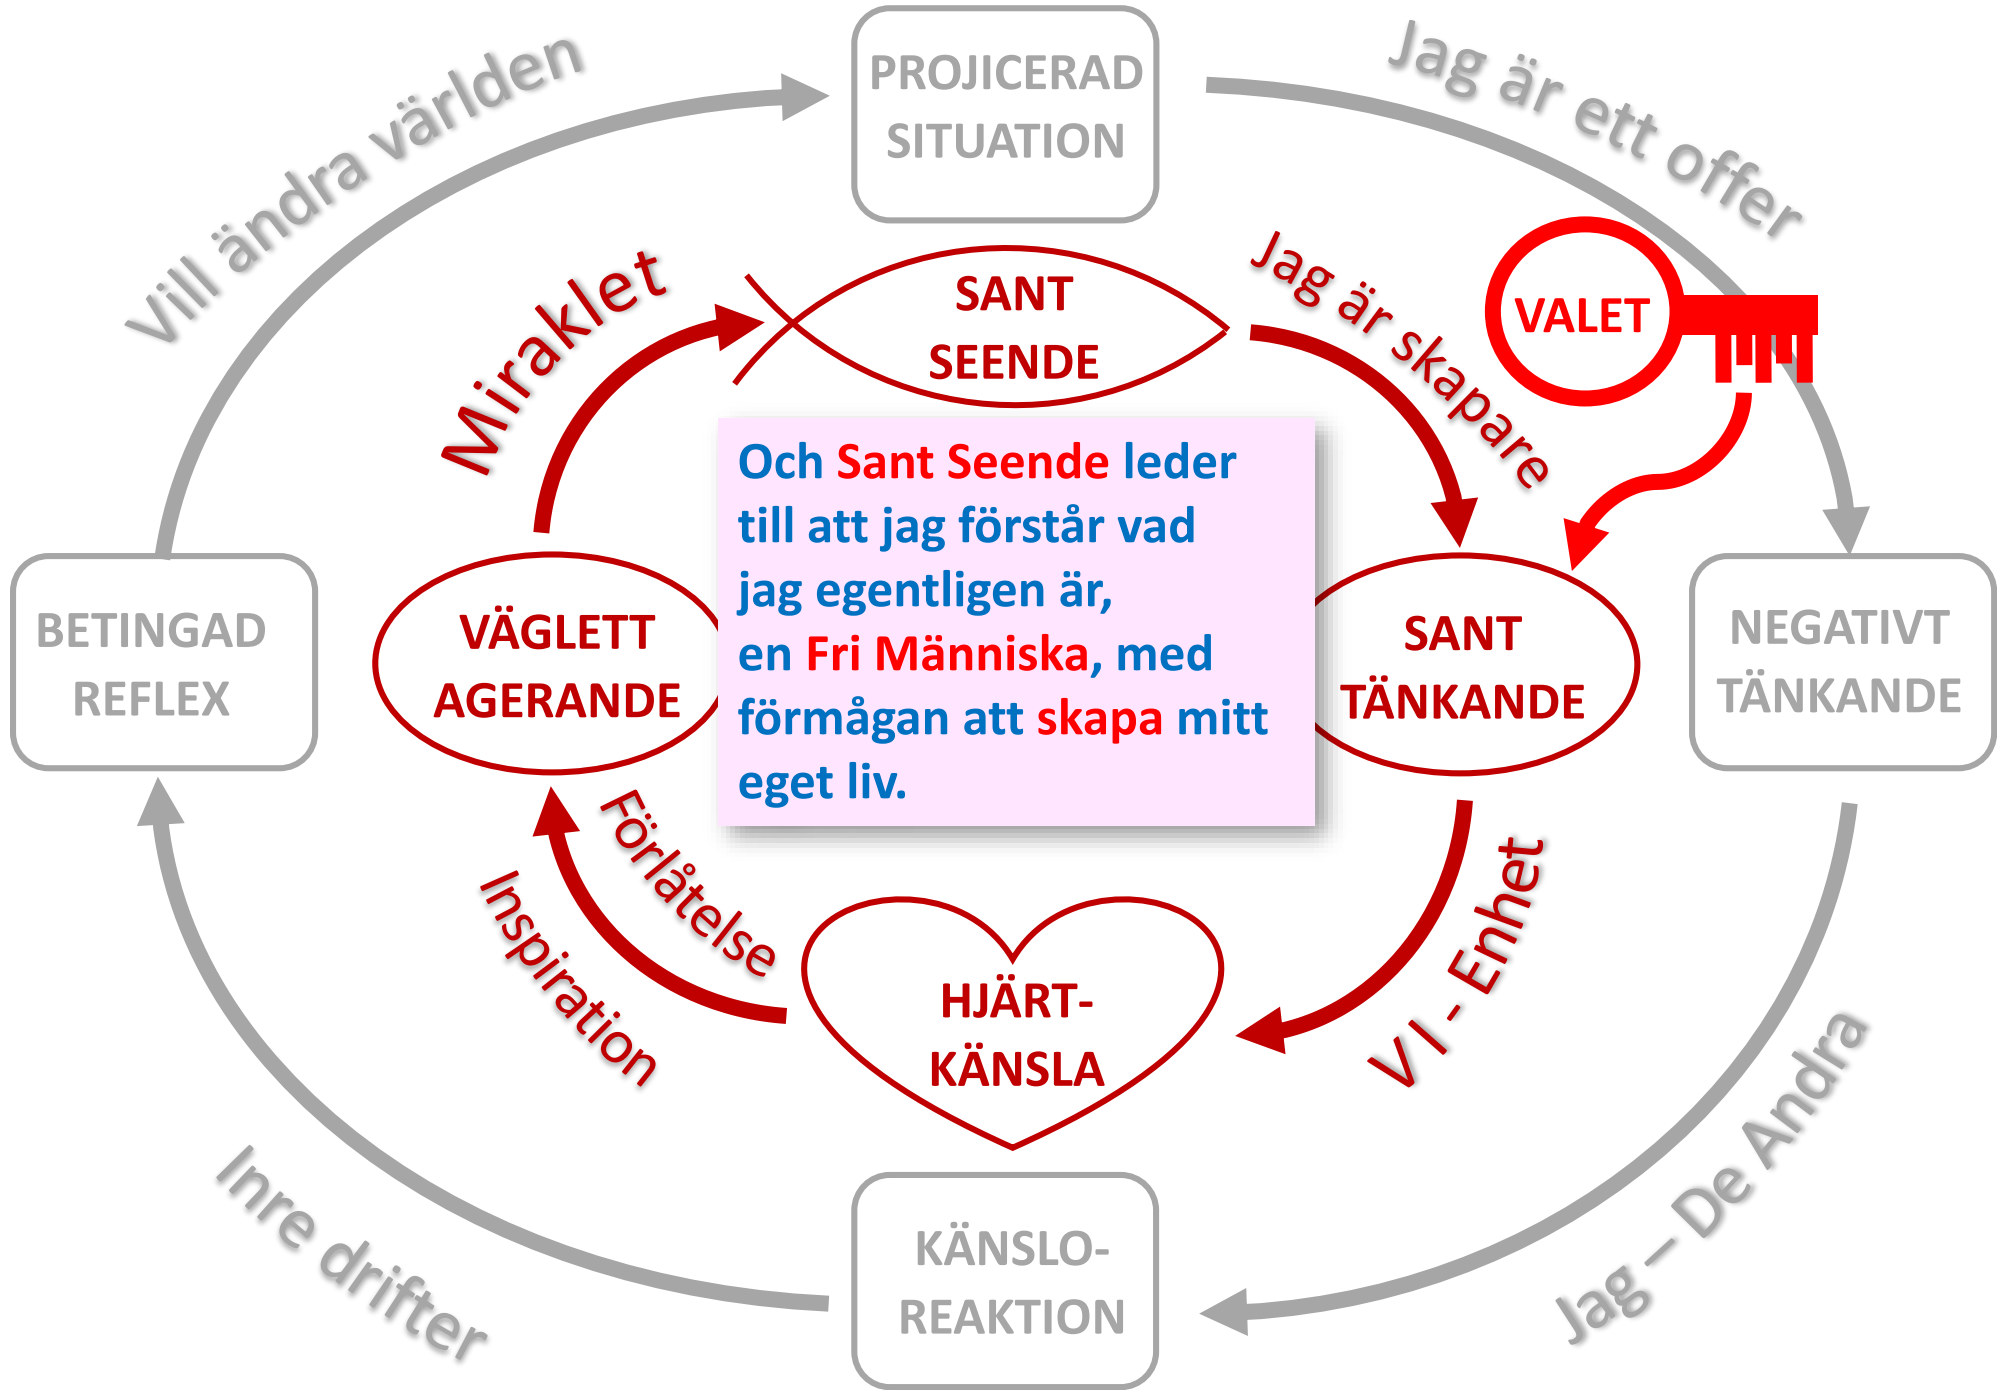 Vill ändra världen
PROJICERAD
SITUATION
Jag är ett offer
Miraklet
SANT
SEENDE
Jag är skapare
VALET
Och Sant Seende leder
till att jag förstår vad
jag egentligen är,
en Fri Människa, med
förmågan att skapa mitt
eget liv.
BETINGAD
REFLEX
VÄGLETT
AGERANDE
SANT
TÄNKANDE
NEGATIVT
TÄNKANDE
Förlåtelse
Inspiration
HJÄRT-
KÄNSLA
V I - Enhet
Inre drifter
KÄNSLO-
REAKTION
Jag – De Andra